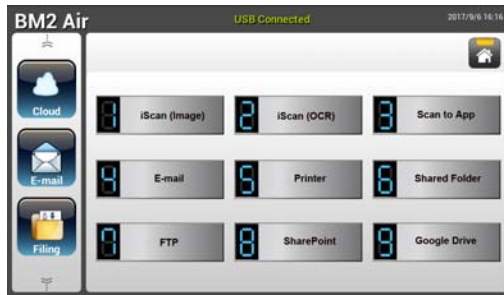 BM2 Air
USB Connected
2017/9/6 16:16
Cloud
E-mail
Filing
1 iScan (Image)
2 iScan (OCR)
3 Scan to App
4 E-mail
5 Printer
6 Shared Folder
7 FTP
8 SharePoint
9 Google Drive